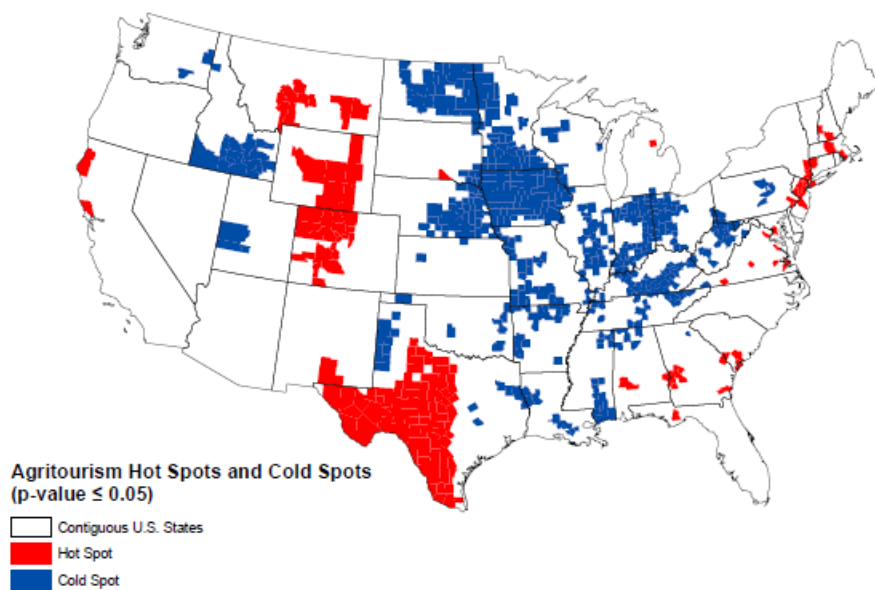 Agritourism Hot Spots and Cold Spots
(p-value ≤ 0.05)
Contiguous U.S. States
Hot Spot
Cold Spot